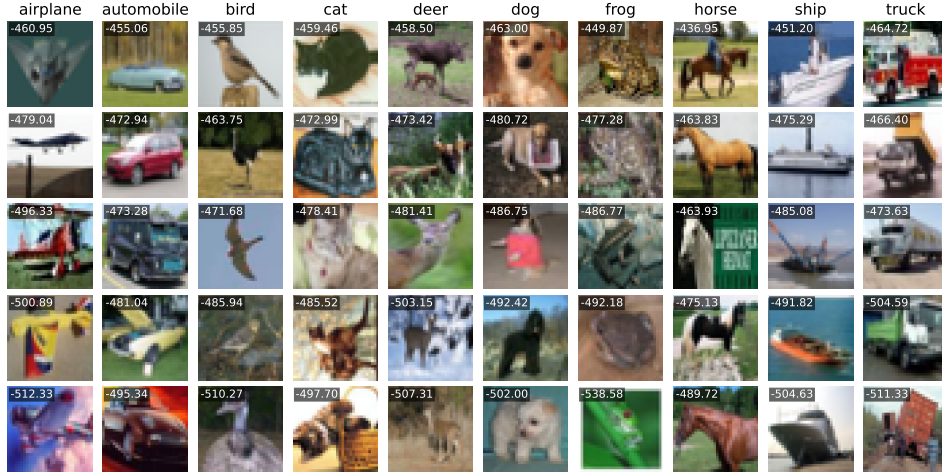 airplane automobile bird cat deer dog frog horse ship truck
-460.95 -455.06 -455.85 -459.46 -458.50 -463.00 -449.87 -436.95 -451.20 -464.72
-479.04 -472.94 -463.75 -472.99 -473.42 -480.72 -477.28 -463.83 -475.29 -466.40
-496.33 -473.28 -471.68 -478.41 -481.41 -486.75 -486.77 -463.93 -485.08 -473.63
-500.89 -481.04 -485.94 -485.52 -503.15 -492.42 -492.18 -475.13 -491.82 -504.59
-512.33 -495.34 -510.27 -497.70 -507.31 -502.00 -538.58 -489.72 -504.63 -511.33